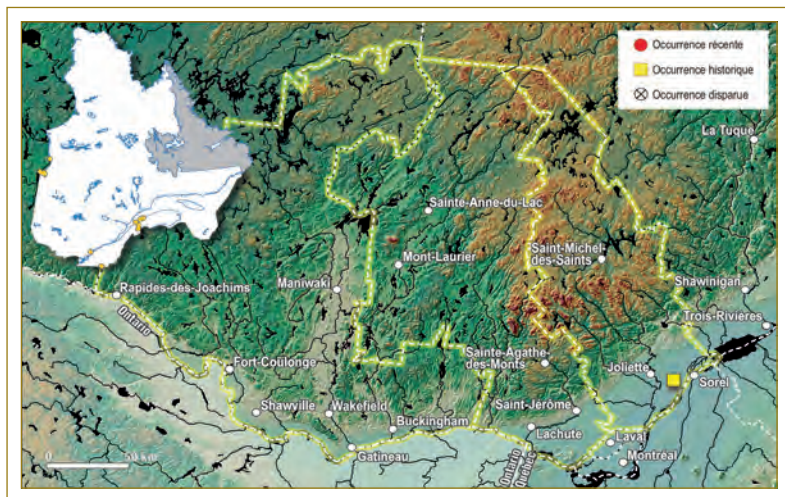 Occurrence récente
Occurrence historique
Occurrence disparue
La Tuque
Sainte-Anne-du-Lac
Saint-Michel-
des-Saints
Mont-Laurier
Maniwaki
Rapides-des-Joachims
Shawinigan
Ontario
Trois-Rivières
Fort-Coulonge
Sainte-Agathe-
des-Monts
Joliette
Sorel
Shawville
Wakefield
Saint-Jérôme
Buckingham
Lachute
Laval
Gatineau
Montréal
Ontario
Québec
0 50 km